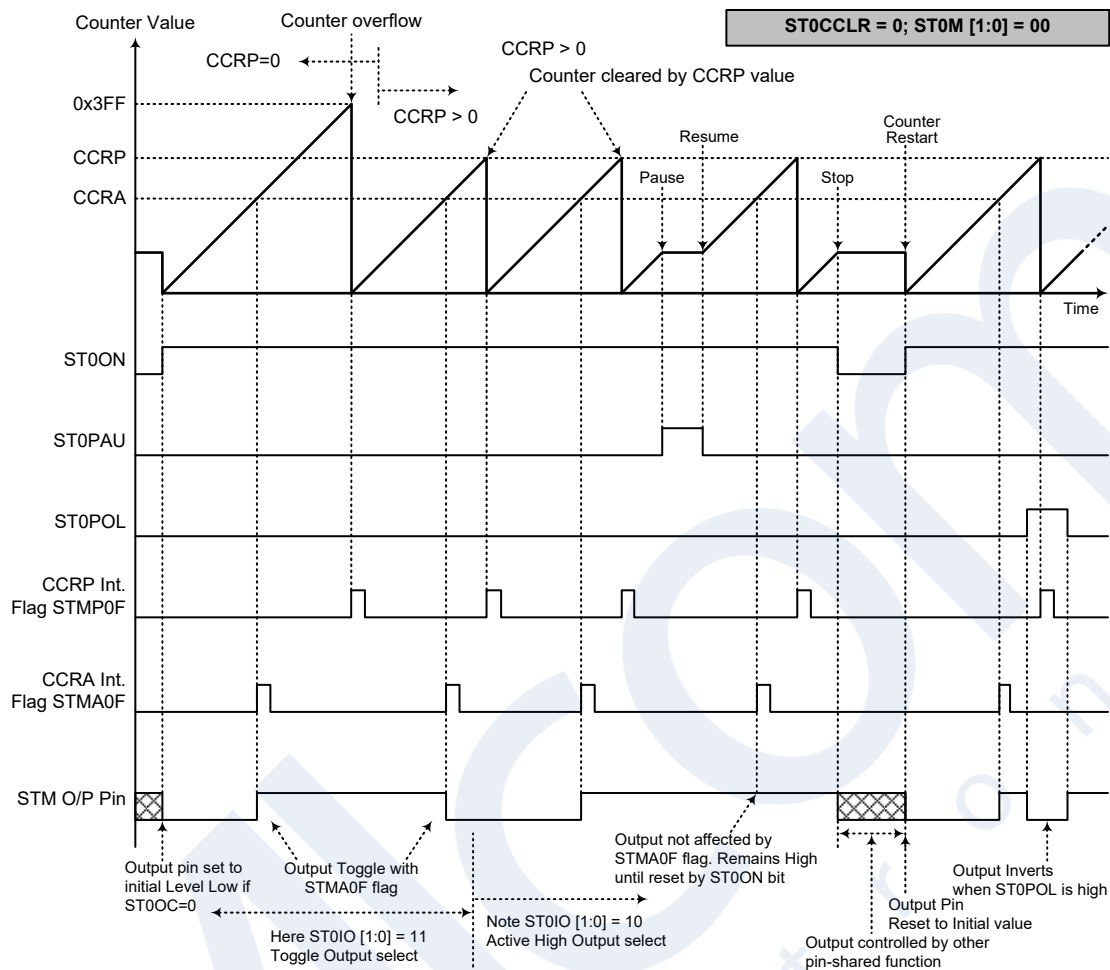 Counter Value
Counter overflow
ST0CCLR = 0; ST0M [1:0] = 00
CCRP=0
CCRP > 0
CCRP > 0
Counter cleared by CCRP value
0x3FF
CCRP
CCRA
Pause
Resume
Stop
Counter
Restart
Time
ST0ON
ST0PAU
ST0POL
CCRP Int.
Flag STMP0F
CCRA Int.
Flag STMA0F
STM O/P Pin
Output pin set to
initial Level Low if
ST0OC=0
Output Toggle with
STMA0F flag
Here ST0IO [1:0] = 11
Toggle Output select
Note ST0IO [1:0] = 10
Active High Output select
Output not affected by
STMA0F flag. Remains High
until reset by ST0ON bit
Output controlled by other
pin-shared function
Output Pin
Reset to Initial value
Output Inverts
when ST0POL is high